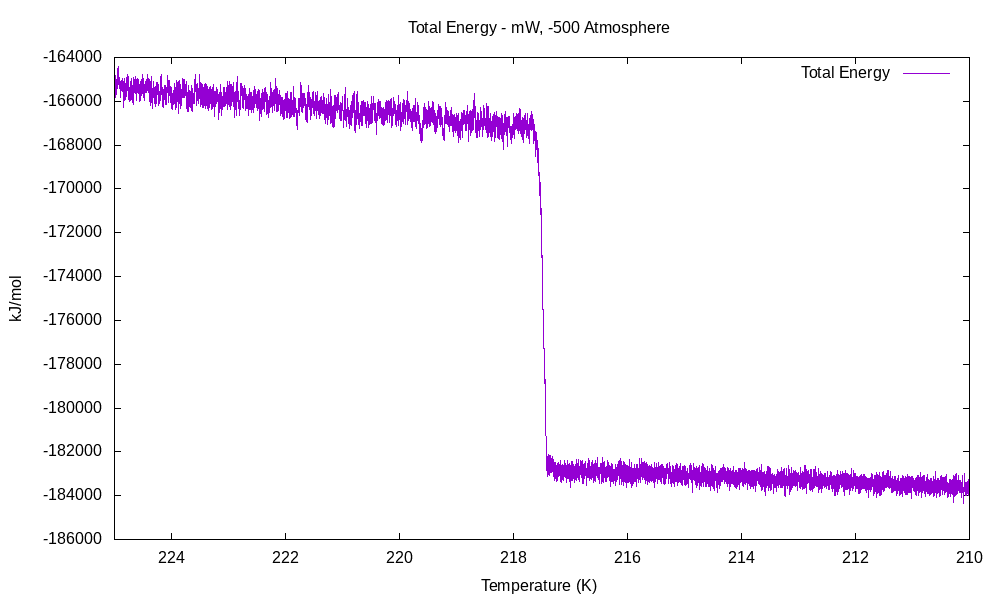 Total Energy - mW, -500 Atmosphere
Total Energy
-164000
-166000
-168000
-170000
-172000
-174000
-176000
-178000
-180000
-182000
-184000
-186000
kJ/mol
224 222 220 218 216 214 212 210
Temperature (K)